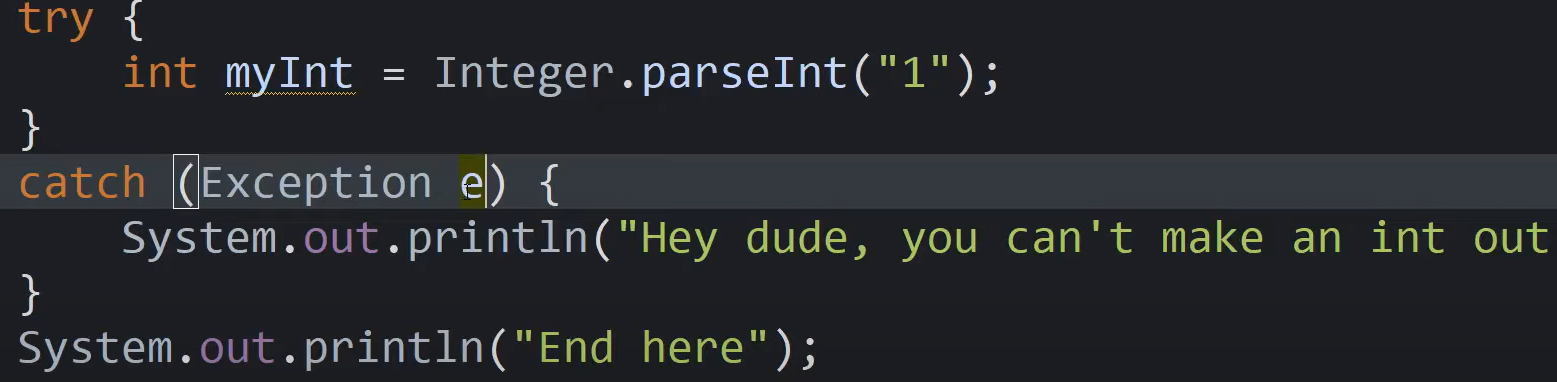 try {
    int myInt = Integer.parseInt("1");
}
catch (Exception e) {
    System.out.println("Hey dude, you can't make an int out
}
System.out.println("End here");